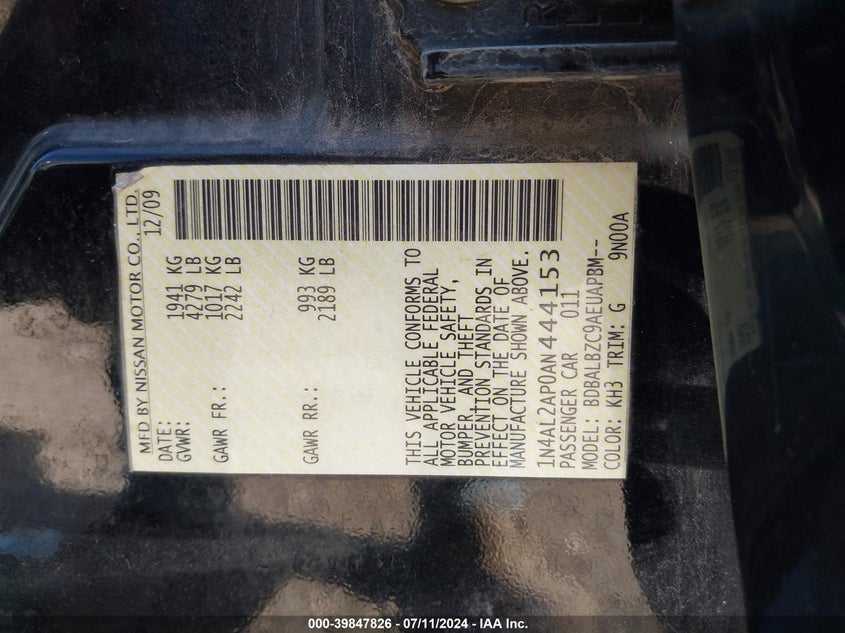 MFD BY NISSAN MOTOR CO., LTD.
DATE: 12/09
GVWR: 1941 KG
4279 LB
GAWR FR.: 1017 KG
2242 LB
GAWR RR.: 993 KG
2189 LB
THIS VEHICLE CONFORMS TO
ALL APPLICABLE FEDERAL
MOTOR VEHICLE SAFETY,
BUMPER, AND THEFT
PREVENTION STANDARDS IN
EFFECT ON THE DATE OF
MANUFACTURE SHOWN ABOVE.
1N4AL2AP0AN444153
PASSENGER CAR 011
MODEL: BDBALBZC9AEUAPBM--
COLOR: KH3 TRIM: G 9N00A
000-39847826 - 07/11/2024 - IAA Inc.